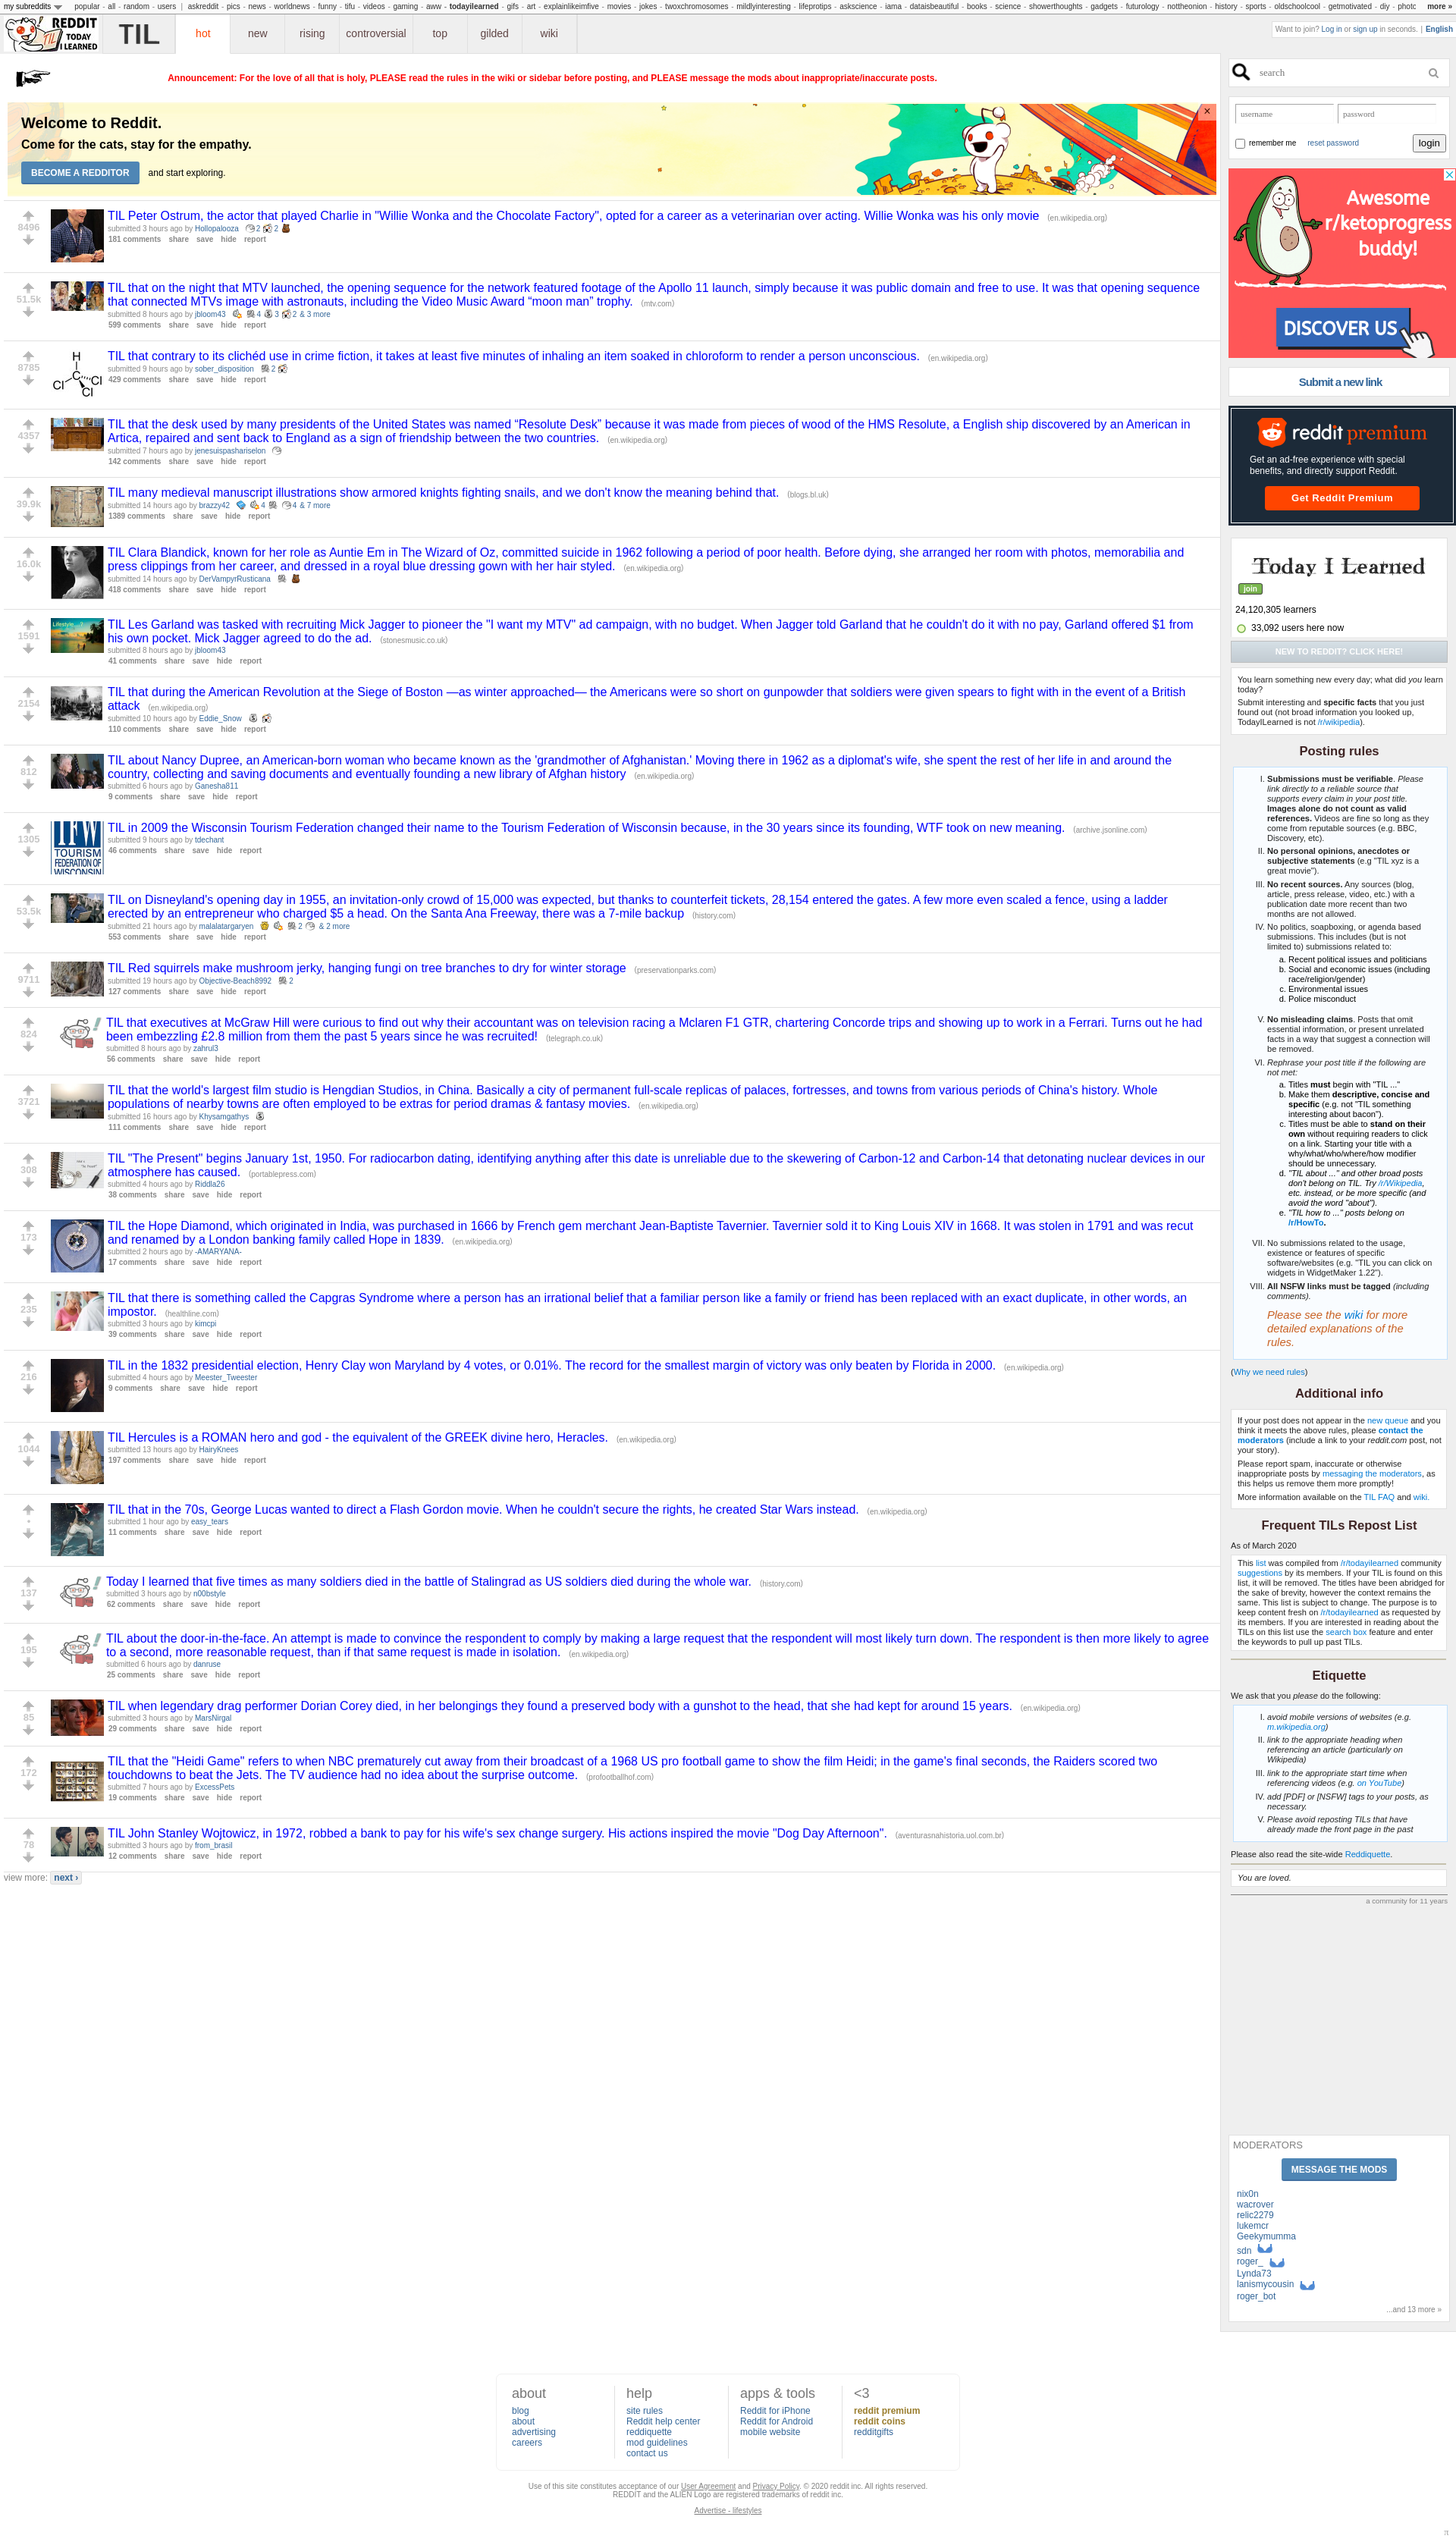 my subreddits popular - all - random - users | askreddit - pics - news - worldnews - funny - tifu - videos - gaming - aww - todayilearned - gifs - art - explainlikeimfive - movies - jokes - twoxchromosomes - mildlyinteresting - lifeprotips - askscience - iama - dataisbeautiful - books - science - showerthoughts - gadgets - futurology - nottheonion - history - sports - oldschoolcool - getmotivated - diy - photc more »
REDDIT TODAY I LEARNED
TIL
hot new rising controversial top gilded wiki
Want to join? Log in or sign up in seconds. | English
Announcement: For the love of all that is holy, PLEASE read the rules in the wiki or sidebar before posting, and PLEASE message the mods about inappropriate/inaccurate posts.
Welcome to Reddit.
Come for the cats, stay for the empathy.
BECOME A REDDITOR and start exploring.
×
8496
TIL Peter Ostrum, the actor that played Charlie in "Willie Wonka and the Chocolate Factory", opted for a career as a veterinarian over acting. Willie Wonka was his only movie (en.wikipedia.org)
submitted 3 hours ago by Hollopalooza 2 2
181 comments share save hide report
51.5k
TIL that on the night that MTV launched, the opening sequence for the network featured footage of the Apollo 11 launch, simply because it was public domain and free to use. It was that opening sequence
that connected MTVs image with astronauts, including the Video Music Award “moon man” trophy. (mtv.com)
submitted 8 hours ago by jbloom43 4 3 2 & 3 more
599 comments share save hide report
8785
TIL that contrary to its clichéd use in crime fiction, it takes at least five minutes of inhaling an item soaked in chloroform to render a person unconscious. (en.wikipedia.org)
submitted 9 hours ago by sober_disposition 2
429 comments share save hide report
H
C
Cl Cl
Cl
4357
TIL that the desk used by many presidents of the United States was named “Resolute Desk” because it was made from pieces of wood of the HMS Resolute, a English ship discovered by an American in
Artica, repaired and sent back to England as a sign of friendship between the two countries. (en.wikipedia.org)
submitted 7 hours ago by jenesuispashariselon
142 comments share save hide report
39.9k
TIL many medieval manuscript illustrations show armored knights fighting snails, and we don't know the meaning behind that. (blogs.bl.uk)
submitted 14 hours ago by brazzy42 4 4 & 7 more
1389 comments share save hide report
16.0k
TIL Clara Blandick, known for her role as Auntie Em in The Wizard of Oz, committed suicide in 1962 following a period of poor health. Before dying, she arranged her room with photos, memorabilia and
press clippings from her career, and dressed in a royal blue dressing gown with her hair styled. (en.wikipedia.org)
submitted 14 hours ago by DerVampyrRusticana
418 comments share save hide report
1591
TIL Les Garland was tasked with recruiting Mick Jagger to pioneer the "I want my MTV" ad campaign, with no budget. When Jagger told Garland that he couldn't do it with no pay, Garland offered $1 from
his own pocket. Mick Jagger agreed to do the ad. (stonesmusic.co.uk)
submitted 8 hours ago by jbloom43
41 comments share save hide report
2154
TIL that during the American Revolution at the Siege of Boston —as winter approached— the Americans were so short on gunpowder that soldiers were given spears to fight with in the event of a British
attack (en.wikipedia.org)
submitted 10 hours ago by Eddie_Snow
110 comments share save hide report
812
TIL about Nancy Dupree, an American-born woman who became known as the 'grandmother of Afghanistan.' Moving there in 1962 as a diplomat's wife, she spent the rest of her life in and around the
country, collecting and saving documents and eventually founding a new library of Afghan history (en.wikipedia.org)
submitted 6 hours ago by Ganesha811
9 comments share save hide report
1305
TFW TOURISM FEDERATION OF WISCONSIN
TIL in 2009 the Wisconsin Tourism Federation changed their name to the Tourism Federation of Wisconsin because, in the 30 years since its founding, WTF took on new meaning. (archive.jsonline.com)
submitted 9 hours ago by tdechant
46 comments share save hide report
53.5k
TIL on Disneyland's opening day in 1955, an invitation-only crowd of 15,000 was expected, but thanks to counterfeit tickets, 28,154 entered the gates. A few more even scaled a fence, using a ladder
erected by an entrepreneur who charged $5 a head. On the Santa Ana Freeway, there was a 7-mile backup (history.com)
submitted 21 hours ago by malalatargaryen 2 & 2 more
553 comments share save hide report
9711
TIL Red squirrels make mushroom jerky, hanging fungi on tree branches to dry for winter storage (preservationparks.com)
submitted 19 hours ago by Objective-Beach8992 2
127 comments share save hide report
824
TIL that executives at McGraw Hill were curious to find out why their accountant was on television racing a Mclaren F1 GTR, chartering Concorde trips and showing up to work in a Ferrari. Turns out he had
been embezzling £2.8 million from them the past 5 years since he was recruited! (telegraph.co.uk)
submitted 8 hours ago by zahrul3
56 comments share save hide report
3721
TIL that the world's largest film studio is Hengdian Studios, in China. Basically a city of permanent full-scale replicas of palaces, fortresses, and towns from various periods of China's history. Whole
populations of nearby towns are often employed to be extras for period dramas & fantasy movies. (en.wikipedia.org)
submitted 16 hours ago by Khysamgathys
111 comments share save hide report
308
TIL "The Present" begins January 1st, 1950. For radiocarbon dating, identifying anything after this date is unreliable due to the skewering of Carbon-12 and Carbon-14 that detonating nuclear devices in our
atmosphere has caused. (portablepress.com)
submitted 4 hours ago by Riddla26
38 comments share save hide report
173
TIL the Hope Diamond, which originated in India, was purchased in 1666 by French gem merchant Jean-Baptiste Tavernier. Tavernier sold it to King Louis XIV in 1668. It was stolen in 1791 and was recut
and renamed by a London banking family called Hope in 1839. (en.wikipedia.org)
submitted 2 hours ago by -AMARYANA-
17 comments share save hide report
235
TIL that there is something called the Capgras Syndrome where a person has an irrational belief that a familiar person like a family or friend has been replaced with an exact duplicate, in other words, an
impostor. (healthline.com)
submitted 3 hours ago by kimcpi
39 comments share save hide report
216
TIL in the 1832 presidential election, Henry Clay won Maryland by 4 votes, or 0.01%. The record for the smallest margin of victory was only beaten by Florida in 2000. (en.wikipedia.org)
submitted 4 hours ago by Meester_Tweester
9 comments share save hide report
1044
TIL Hercules is a ROMAN hero and god - the equivalent of the GREEK divine hero, Heracles. (en.wikipedia.org)
submitted 13 hours ago by HairyKnees
197 comments share save hide report
•
TIL that in the 70s, George Lucas wanted to direct a Flash Gordon movie. When he couldn't secure the rights, he created Star Wars instead. (en.wikipedia.org)
submitted 1 hour ago by easy_tears
11 comments share save hide report
137
Today I learned that five times as many soldiers died in the battle of Stalingrad as US soldiers died during the whole war. (history.com)
submitted 3 hours ago by n00bstyle
62 comments share save hide report
195
TIL about the door-in-the-face. An attempt is made to convince the respondent to comply by making a large request that the respondent will most likely turn down. The respondent is then more likely to agree
to a second, more reasonable request, than if that same request is made in isolation. (en.wikipedia.org)
submitted 6 hours ago by danruse
25 comments share save hide report
85
TIL when legendary drag performer Dorian Corey died, in her belongings they found a preserved body with a gunshot to the head, that she had kept for around 15 years. (en.wikipedia.org)
submitted 3 hours ago by MarsNirgal
29 comments share save hide report
172
TIL that the "Heidi Game" refers to when NBC prematurely cut away from their broadcast of a 1968 US pro football game to show the film Heidi; in the game's final seconds, the Raiders scored two
touchdowns to beat the Jets. The TV audience had no idea about the surprise outcome. (profootballhof.com)
submitted 7 hours ago by ExcessPets
19 comments share save hide report
78
TIL John Stanley Wojtowicz, in 1972, robbed a bank to pay for his wife's sex change surgery. His actions inspired the movie "Dog Day Afternoon". (aventurasnahistoria.uol.com.br)
submitted 3 hours ago by from_brasil
12 comments share save hide report
view more: next ›
search
username password
remember me reset password login
Awesome
r/ketoprogress
buddy!
DISCOVER US
Submit a new link
reddit premium
Get an ad-free experience with special
benefits, and directly support Reddit.
Get Reddit Premium
Today I Learned
join
24,120,305 learners
33,092 users here now
NEW TO REDDIT? CLICK HERE!
You learn something new every day; what did you learn
today?
Submit interesting and specific facts that you just
found out (not broad information you looked up,
TodayILearned is not /r/wikipedia).
Posting rules
I. Submissions must be verifiable. Please
link directly to a reliable source that
supports every claim in your post title.
Images alone do not count as valid
references. Videos are fine so long as they
come from reputable sources (e.g. BBC,
Discovery, etc).
II. No personal opinions, anecdotes or
subjective statements (e.g "TIL xyz is a
great movie").
III. No recent sources. Any sources (blog,
article, press release, video, etc.) with a
publication date more recent than two
months are not allowed.
IV. No politics, soapboxing, or agenda based
submissions. This includes (but is not
limited to) submissions related to:
a. Recent political issues and politicians
b. Social and economic issues (including
race/religion/gender)
c. Environmental issues
d. Police misconduct
V. No misleading claims. Posts that omit
essential information, or present unrelated
facts in a way that suggest a connection will
be removed.
VI. Rephrase your post title if the following are
not met:
a. Titles must begin with "TIL ..."
b. Make them descriptive, concise and
specific (e.g. not "TIL something
interesting about bacon").
c. Titles must be able to stand on their
own without requiring readers to click
on a link. Starting your title with a
why/what/who/where/how modifier
should be unnecessary.
d. "TIL about ..." and other broad posts
don't belong on TIL. Try /r/Wikipedia,
etc. instead, or be more specific (and
avoid the word "about").
e. "TIL how to ..." posts belong on
/r/HowTo.
VII. No submissions related to the usage,
existence or features of specific
software/websites (e.g. "TIL you can click on
widgets in WidgetMaker 1.22").
VIII. All NSFW links must be tagged (including
comments).
Please see the wiki for more
detailed explanations of the
rules.
(Why we need rules)
Additional info
If your post does not appear in the new queue and you
think it meets the above rules, please contact the
moderators (include a link to your reddit.com post, not
your story).
Please report spam, inaccurate or otherwise
inappropriate posts by messaging the moderators, as
this helps us remove them more promptly!
More information available on the TIL FAQ and wiki.
Frequent TILs Repost List
As of March 2020
This list was compiled from /r/todayilearned community
suggestions by its members. If your TIL is found on this
list, it will be removed. The titles have been abridged for
the sake of brevity, however the context remains the
same. This list is subject to change. The purpose is to
keep content fresh on /r/todayilearned as requested by
its members. If you are interested in reading about the
TILs on this list use the search box feature and enter
the keywords to pull up past TILs.
Etiquette
We ask that you please do the following:
I. avoid mobile versions of websites (e.g.
m.wikipedia.org)
II. link to the appropriate heading when
referencing an article (particularly on
Wikipedia)
III. link to the appropriate start time when
referencing videos (e.g. on YouTube)
IV. add [PDF] or [NSFW] tags to your posts, as
necessary.
V. Please avoid reposting TILs that have
already made the front page in the past
Please also read the site-wide Reddiquette.
You are loved.
a community for 11 years
MODERATORS
MESSAGE THE MODS
nix0n
wacrover
relic2279
lukemcr
Geekymumma
sdn
roger_
Lynda73
lanismycousin
roger_bot
...and 13 more »
about
blog
about
advertising
careers
help
site rules
Reddit help center
reddiquette
mod guidelines
contact us
apps & tools
Reddit for iPhone
Reddit for Android
mobile website
<3
reddit premium
reddit coins
redditgifts
Use of this site constitutes acceptance of our User Agreement and Privacy Policy. © 2020 reddit inc. All rights reserved.
REDDIT and the ALIEN Logo are registered trademarks of reddit inc.
Advertise - lifestyles
π